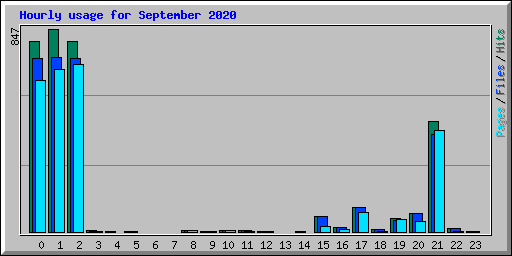 Hourly usage for September 2020
847
Pages/Files/Hits
0 1 2 3 4 5 6 7 8 9 10 11 12 13 14 15 16 17 18 19 20 21 22 23